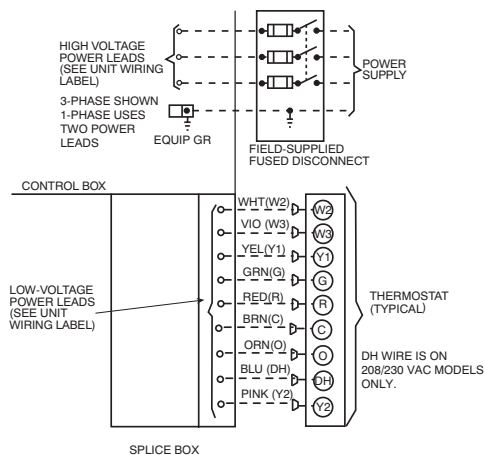 HIGH VOLTAGE
POWER LEADS
(SEE UNIT WIRING
LABEL)
POWER
SUPPLY
3-PHASE SHOWN
1-PHASE USES
TWO POWER
LEADS
EQUIP GR
FIELD-SUPPLIED
FUSED DISCONNECT
CONTROL BOX
WHT(W2)
W2
VIO (W3)
W3
YEL(Y1)
Y1
GRN(G)
G
RED(R)
R
BRN(C)
C
ORN(O)
O
BLU (DH)
DH
PINK (Y2)
Y2
LOW-VOLTAGE
POWER LEADS
(SEE UNIT
WIRING LABEL)
THERMOSTAT
(TYPICAL)
DH WIRE IS ON
208/230 VAC MODELS
ONLY.
SPLICE BOX